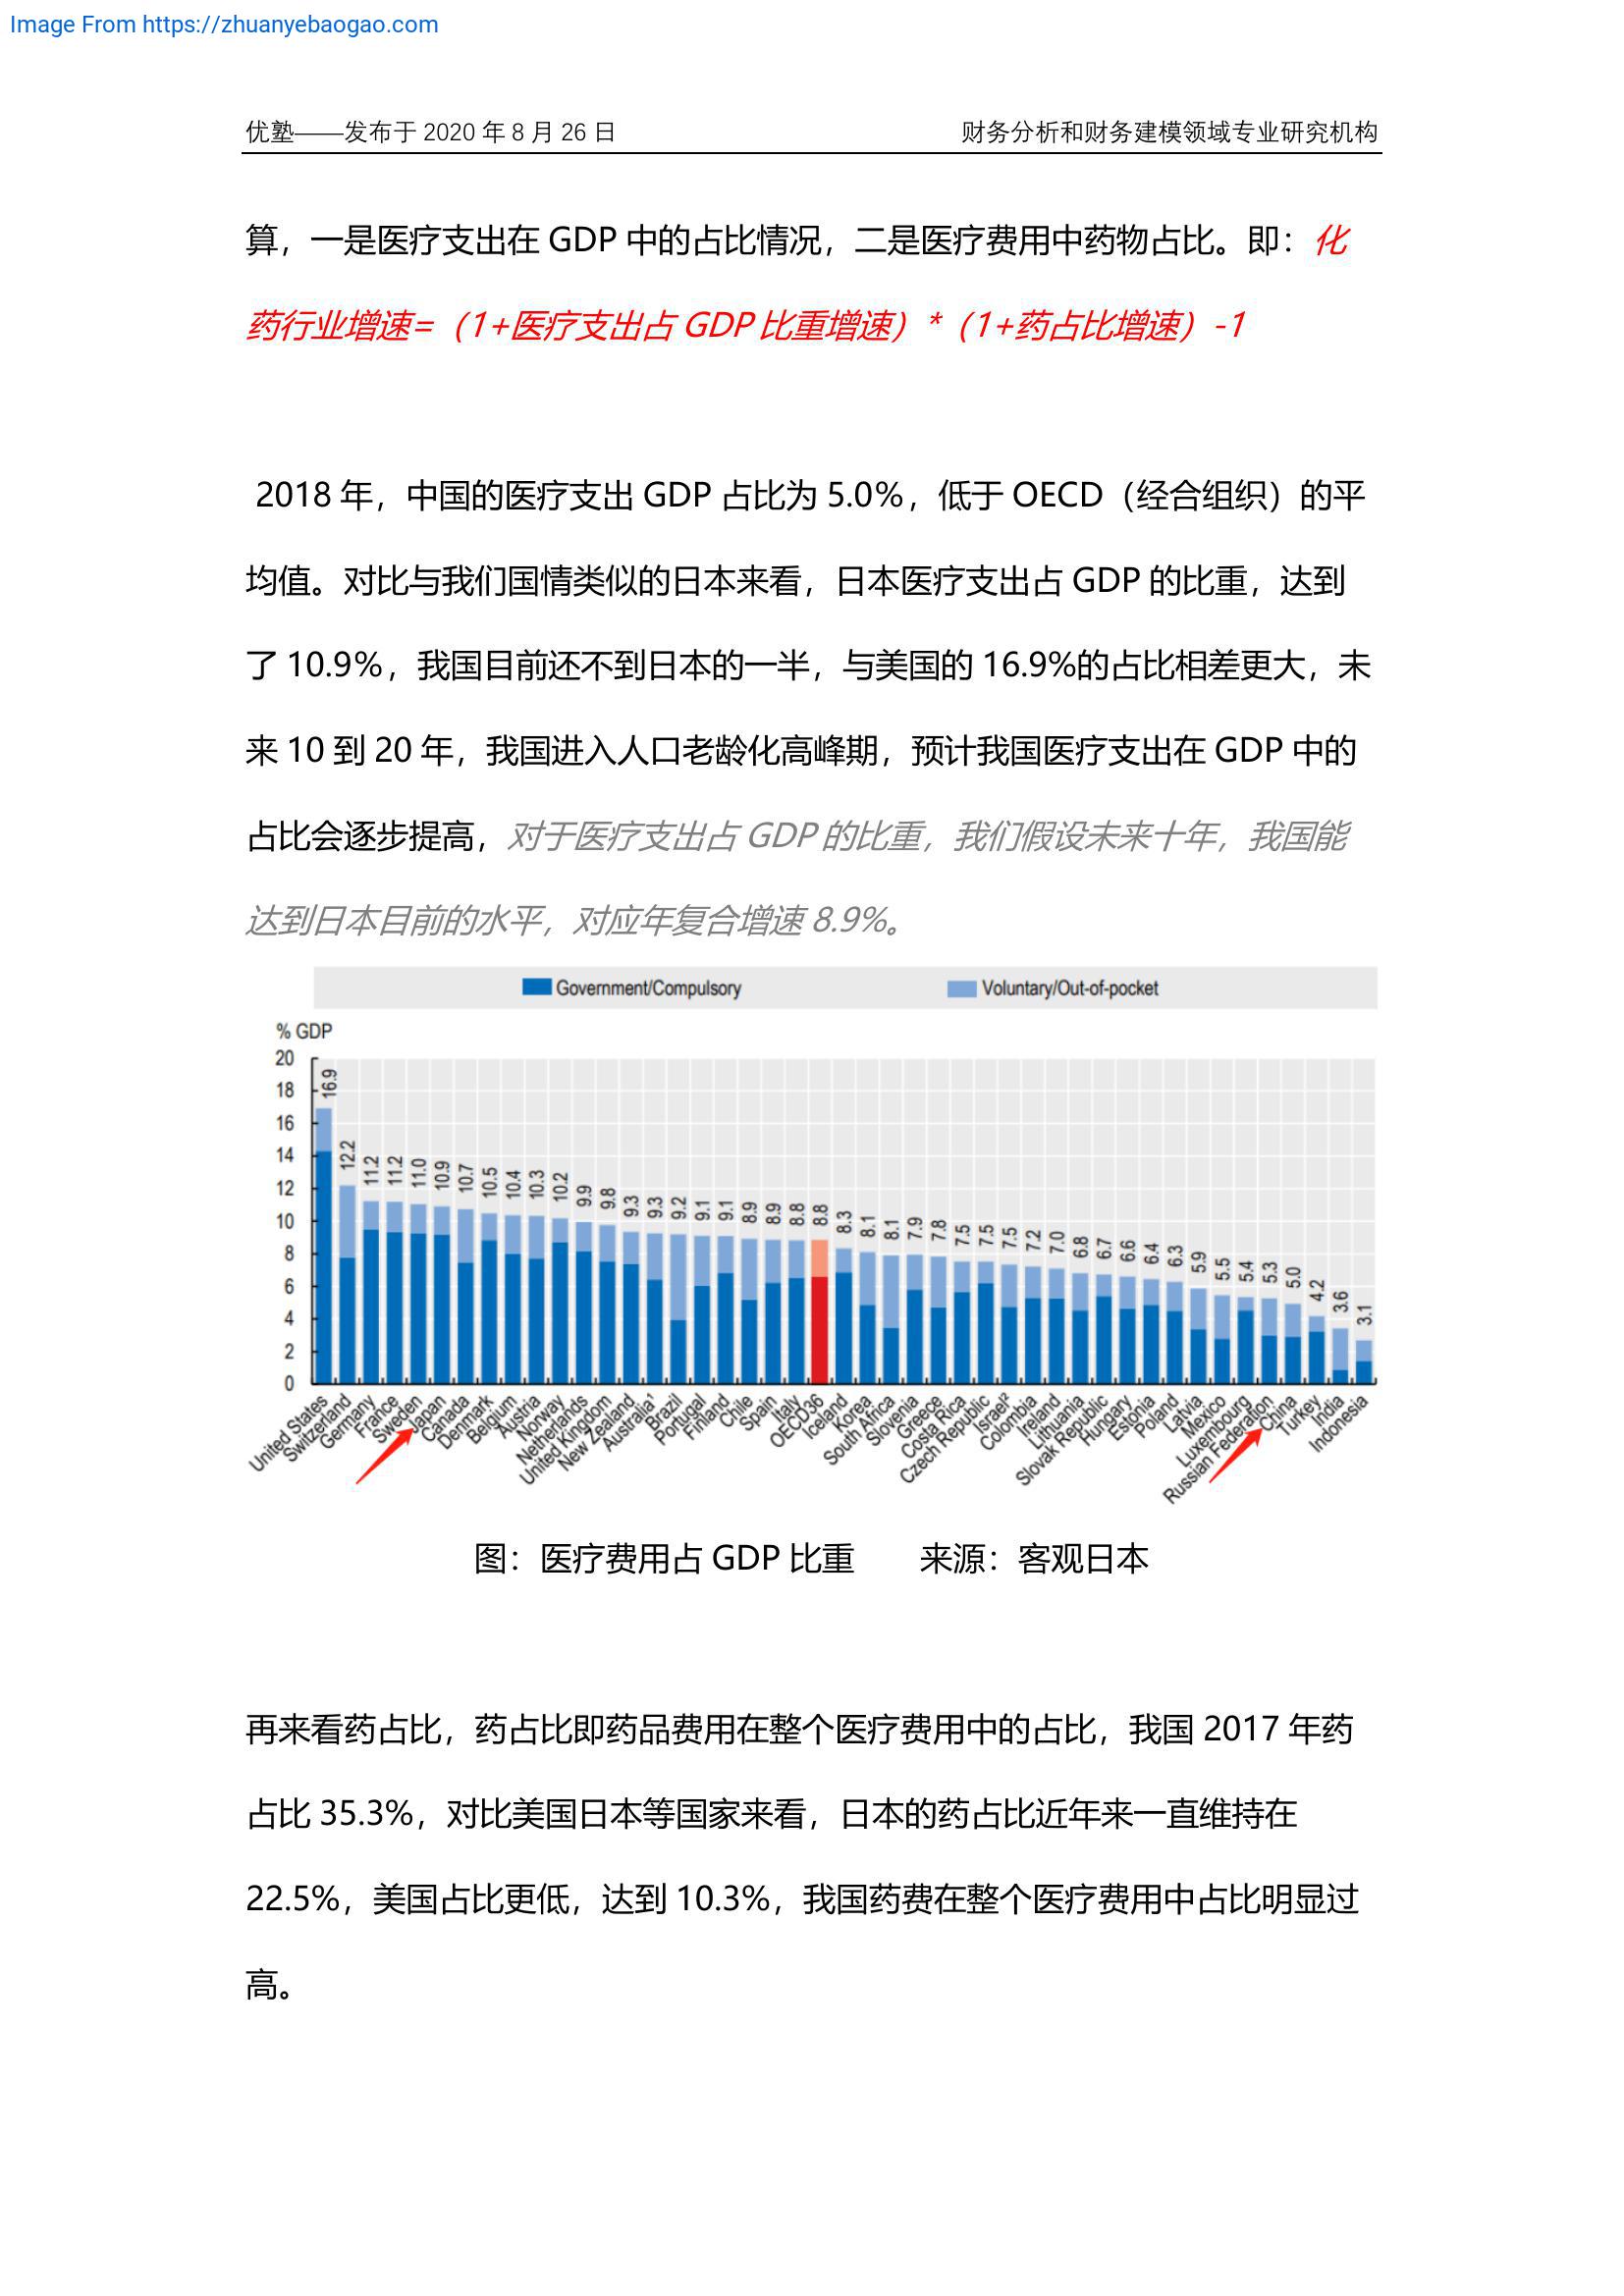 Image From https://zhuanyebaogao.com
优塾——发布于 2020 年 8 月 26 日 财务分析和财务建模领域专业研究机构
算，一是医疗支出在 GDP 中的占比情况，二是医疗费用中药物占比。即：化
药行业增速=（1+医疗支出占 GDP 比重增速）*（1+药占比增速）-1
2018 年，中国的医疗支出 GDP 占比为 5.0%，低于 OECD（经合组织）的平
均值。对比与我们国情类似的日本来看，日本医疗支出占 GDP 的比重，达到
了 10.9%，我国目前还不到日本的一半，与美国的 16.9%的占比相差更大，未
来 10 到 20 年，我国进入人口老龄化高峰期，预计我国医疗支出在 GDP 中的
占比会逐步提高，对于医疗支出占 GDP 的比重，我们假设未来十年，我国能
达到日本目前的水平，对应年复合增速 8.9%。
Government/Compulsory Voluntary/Out-of-pocket
% GDP
20
18
16
14
12
10
8
6
4
2
0
16.9 12.2 11.2 11.2 11.0 10.9 10.7 10.5 10.4 10.3 10.2 9.9 9.8 9.3 9.3 9.2 9.1 9.1 8.9 8.9 8.8 8.8 8.3 8.1 8.1 7.9 7.8 7.5 7.5 7.5 7.2 7.0 6.8 6.7 6.6 6.4 6.3 5.9 5.5 5.4 5.3 5.0 4.2 3.6 3.1
United States Switzerland Germany France Sweden Japan Canada Denmark Belgium Austria Norway Netherlands United Kingdom New Zealand Australia¹ Brazil Portugal Finland Chile Spain Italy OECD36 Iceland Korea South Africa Slovenia Greece Costa Rica Czech Republic Israel² Colombia Ireland Lithuania Slovak Republic Hungary Estonia Poland Latvia Mexico Luxembourg Russian Federation China Turkey India Indonesia
图：医疗费用占 GDP 比重 来源：客观日本
再来看药占比，药占比即药品费用在整个医疗费用中的占比，我国 2017 年药
占比 35.3%，对比美国日本等国家来看，日本的药占比近年来一直维持在
22.5%，美国占比更低，达到 10.3%，我国药费在整个医疗费用中占比明显过
高。